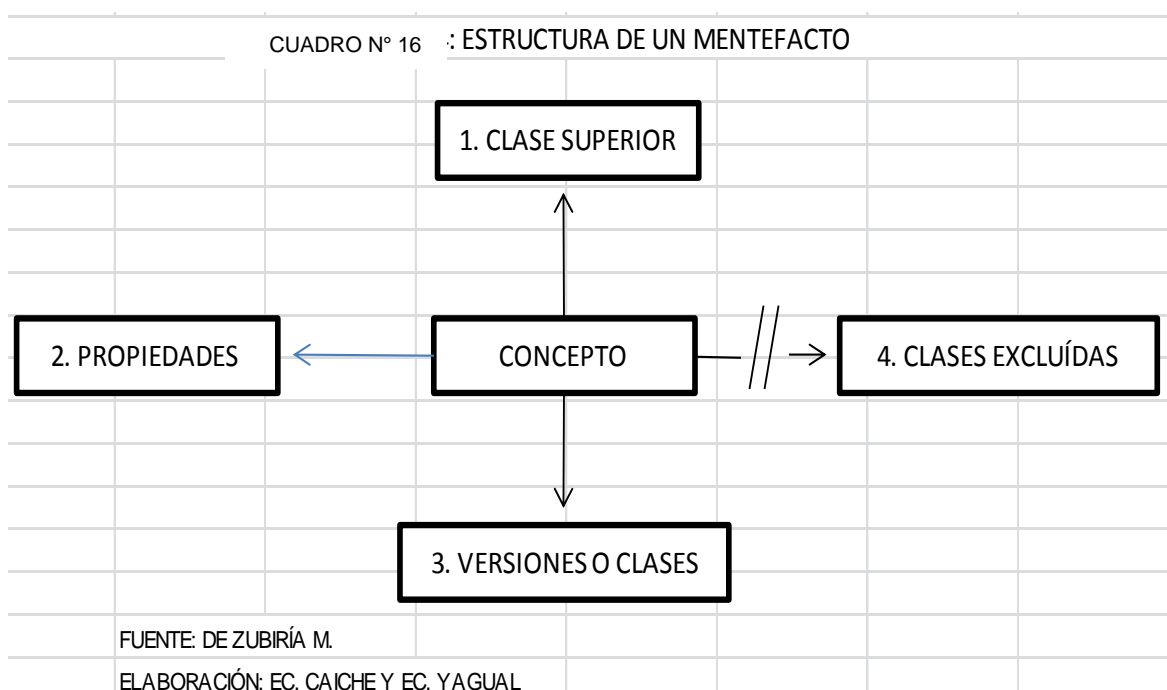 CUADRO N° 16 : ESTRUCTURA DE UN MENTEFACTO
1. CLASE SUPERIOR
2. PROPIEDADES
CONCEPTO
4. CLASES EXCLUÍDAS
3. VERSIONES O CLASES
FUENTE: DE ZUBIRÍA M.
ELABORACIÓN: EC. CAICHE Y EC. YAGUAL